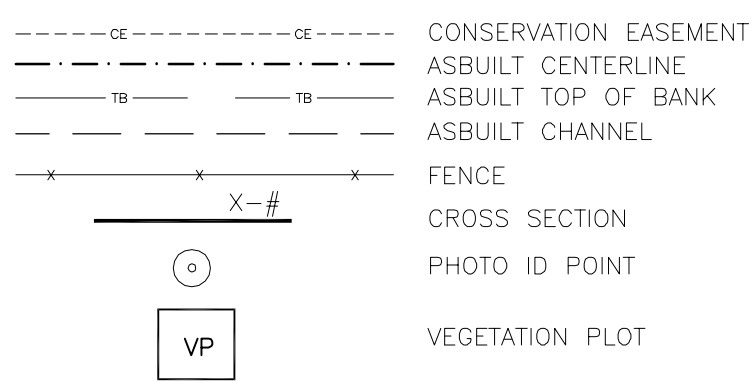 CE CE CONSERVATION EASEMENT
ASBUILT CENTERLINE
TB TB ASBUILT TOP OF BANK
ASBUILT CHANNEL
X X X FENCE
X-# CROSS SECTION
PHOTO ID POINT
VP VEGETATION PLOT